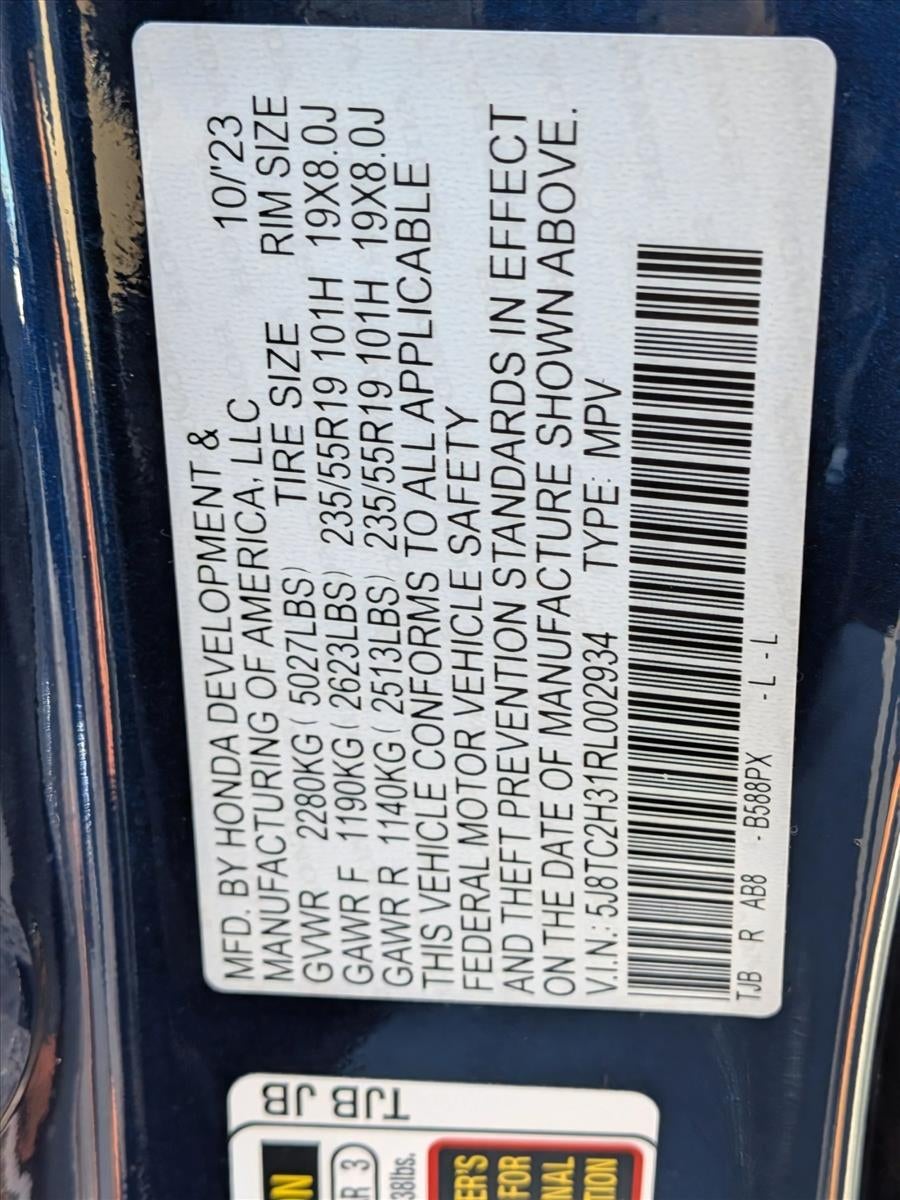 MFD. BY HONDA DEVELOPMENT &
MANUFACTURING OF AMERICA, LLC 10/"23
TIRE SIZE RIM SIZE
GVWR 2280KG ( 5027LBS)
GAWR F 1190KG ( 2623LBS) 235/55R19 101H 19X8.0J
GAWR R 1140KG ( 2513LBS) 235/55R19 101H 19X8.0J
THIS VEHICLE CONFORMS TO ALL APPLICABLE
FEDERAL MOTOR VEHICLE SAFETY
AND THEFT PREVENTION STANDARDS IN EFFECT
ON THE DATE OF MANUFACTURE SHOWN ABOVE.
V.I.N.: 5J8TC2H31RL002934 TYPE: MPV
TJB R AB8 - B588PX - L - L
TJB JB
R 3
38lbs.
FOR